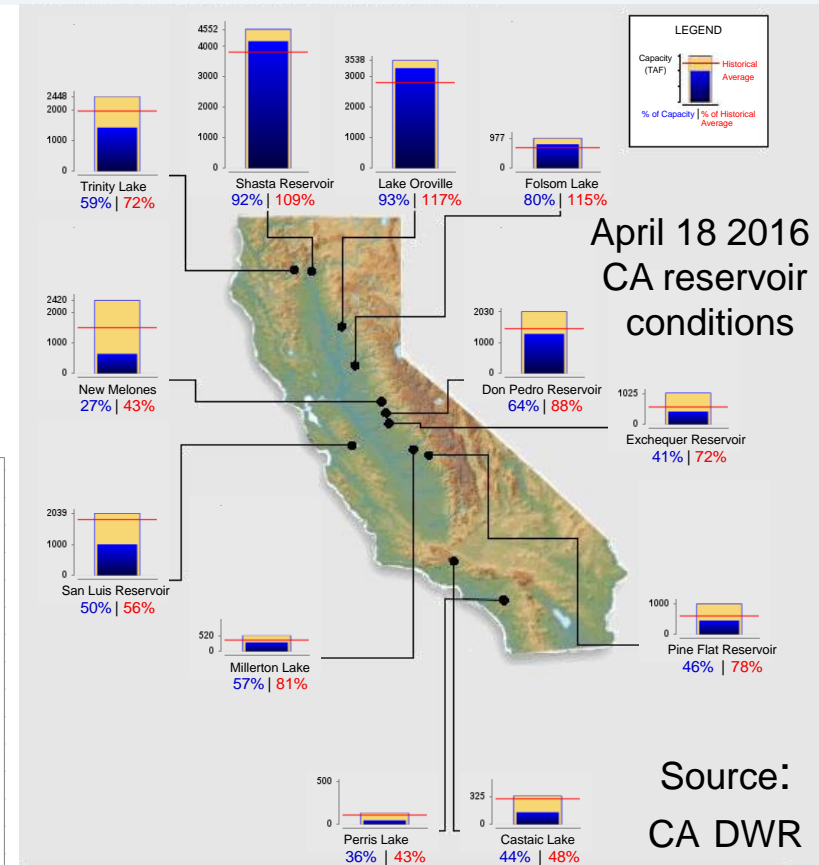 4552
4000
3000
2000
1000
0
Shasta Reservoir
92% | 109%
3538
3000
2000
1000
0
Lake Oroville
93% | 117%
LEGEND
Capacity
(TAF)
Historical
Average
% of Capacity | % of Historical
Average
2448
2000
1000
0
Trinity Lake
59% | 72%
977
0
Folsom Lake
80% | 115%
April 18 2016
CA reservoir
conditions
2420
2000
1000
0
New Melones
27% | 43%
2030
1000
0
Don Pedro Reservoir
64% | 88%
1025
0
Exchequer Reservoir
41% | 72%
2039
1000
0
San Luis Reservoir
50% | 56%
520
0
Millerton Lake
57% | 81%
1000
0
Pine Flat Reservoir
46% | 78%
500
0
Perris Lake
36% | 43%
325
0
Castaic Lake
44% | 48%
Source:
CA DWR